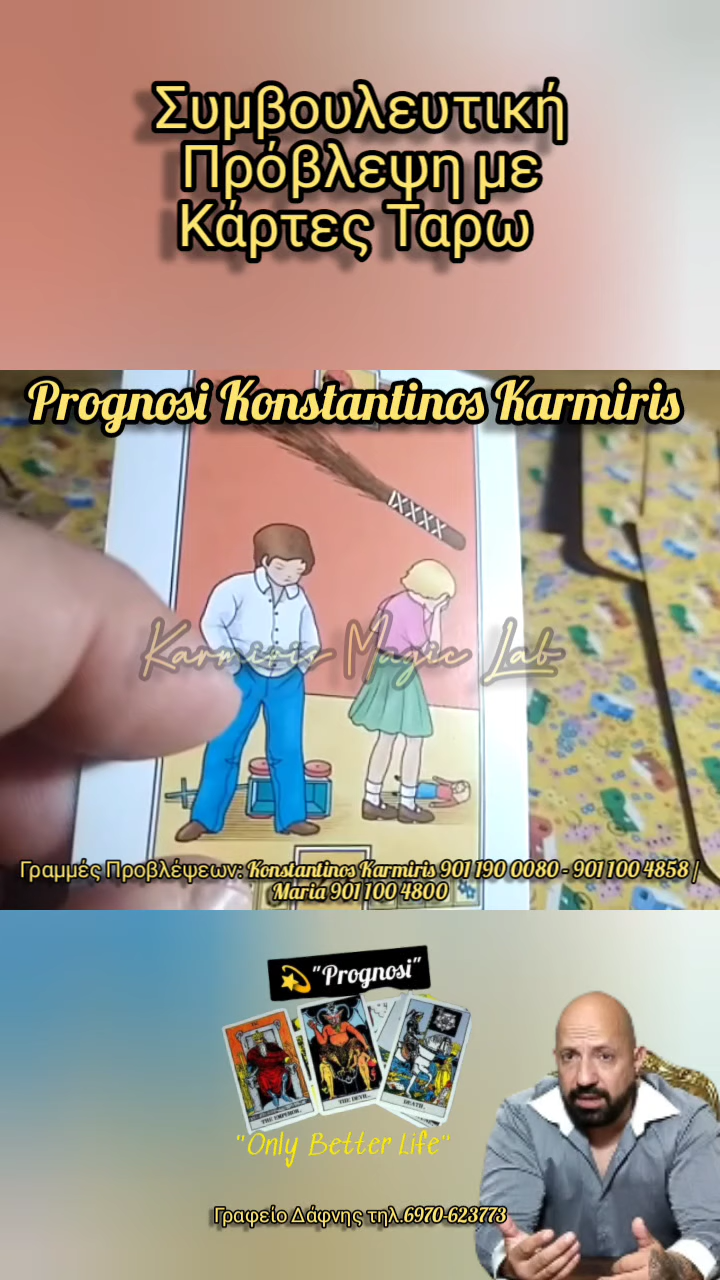 Συμβουλευτική
Πρόβλεψη με
Κάρτες Ταρω
Prognosi Konstantinos Karmiris
Karmiris Magic Lab
Γραμμές Προβλέψεων: Konstantinos Karmiris 901 190 0080 - 901 100 4858 /
Maria 901 100 4800
"Prognosi"
THE EMPEROR.
THE DEVIL.
DEATH.
"Only Better Life"
Γραφείο Δάφνης τηλ.6970-623773